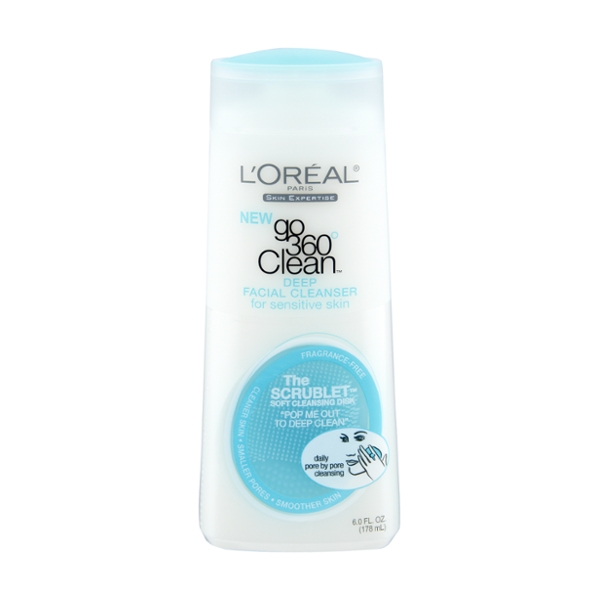 L'ORÉAL®
PARIS
SKIN EXPERTISE
NEW
go
360°
Clean™
DEEP
FACIAL CLEANSER
for sensitive skin
FRAGRANCE-FREE
The
SCRUBLET™
SOFT CLEANSING DISK
"POP ME OUT
TO DEEP CLEAN"
daily
pore by pore
cleansing
CLEANER SKIN • SMALLER PORES • SMOOTHER SKIN
6.0 FL. OZ.
(178 mL)